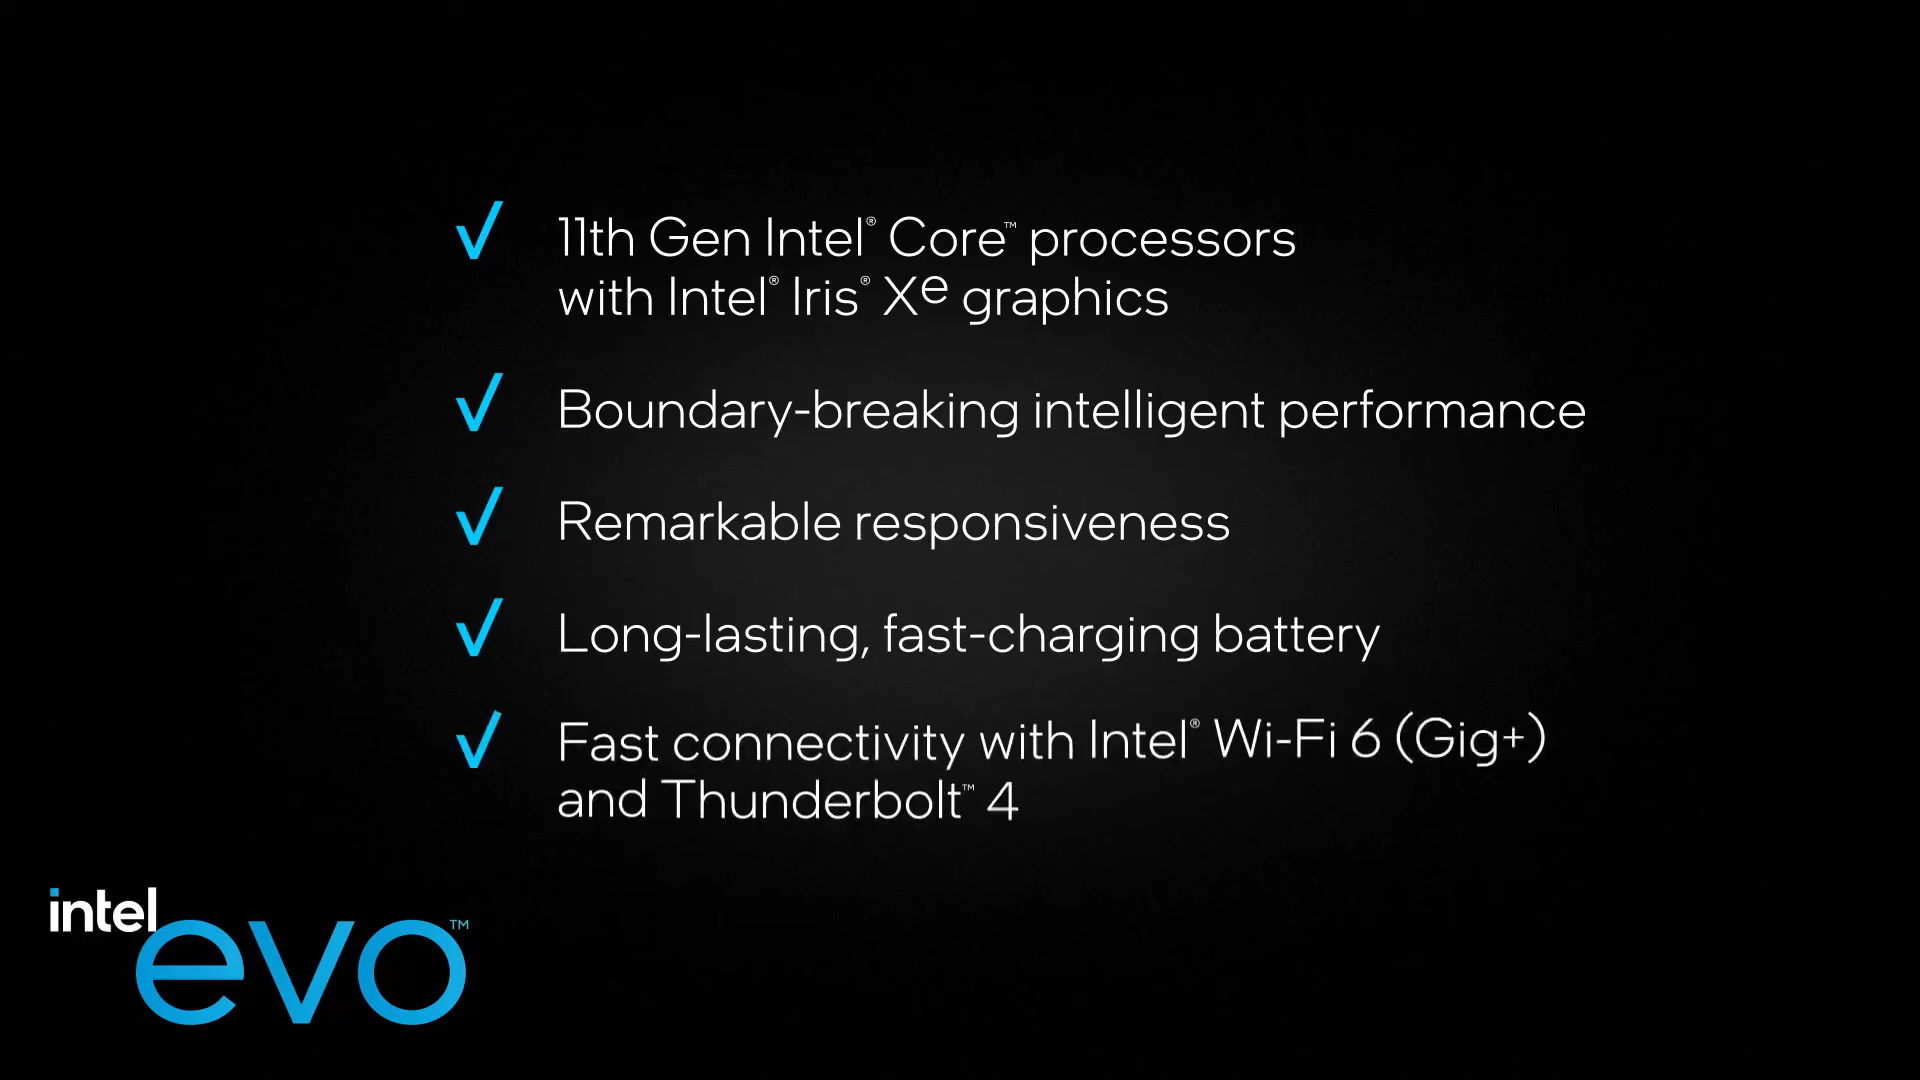 11th Gen Intel® Core™ processors
with Intel® Iris® Xe graphics
Boundary-breaking intelligent performance
Remarkable responsiveness
Long-lasting, fast-charging battery
Fast connectivity with Intel® Wi-Fi 6 (Gig+)
and Thunderbolt™ 4
intel
evo™